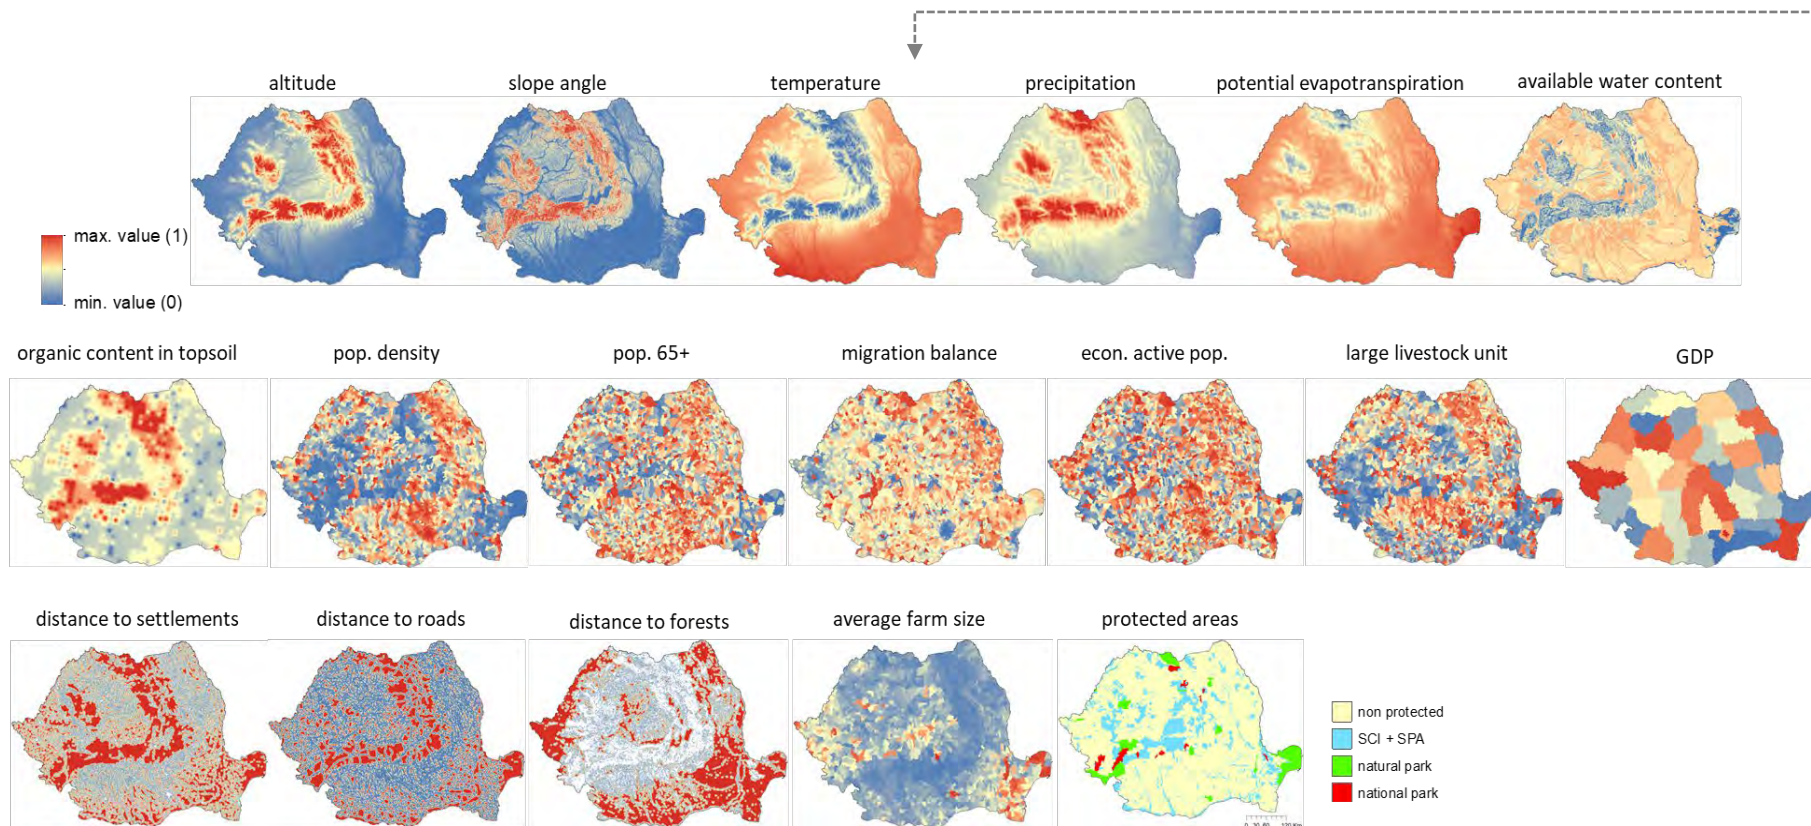 altitude
slope angle
temperature
precipitation
potential evapotranspiration
available water content
max. value (1)
min. value (0)
organic content in topsoil
pop. density
pop. 65+
migration balance
econ. active pop.
large livestock unit
GDP
distance to settlements
distance to roads
distance to forests
average farm size
protected areas
non protected
SCI + SPA
natural park
national park